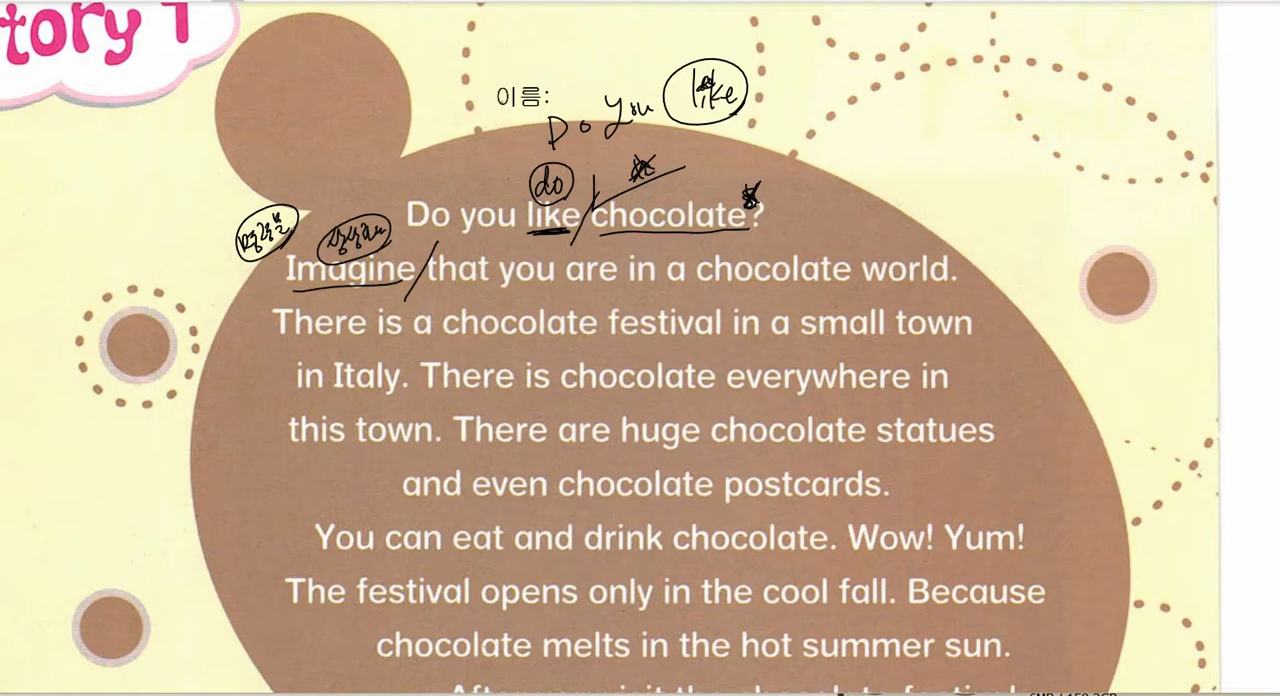 tory 1
이름:
Do you like
do
Do you like chocolate?
명령문 상상해라
Imagine that you are in a chocolate world.
There is a chocolate festival in a small town
in Italy. There is chocolate everywhere in
this town. There are huge chocolate statues
and even chocolate postcards.
You can eat and drink chocolate. Wow! Yum!
The festival opens only in the cool fall. Because
chocolate melts in the hot summer sun.